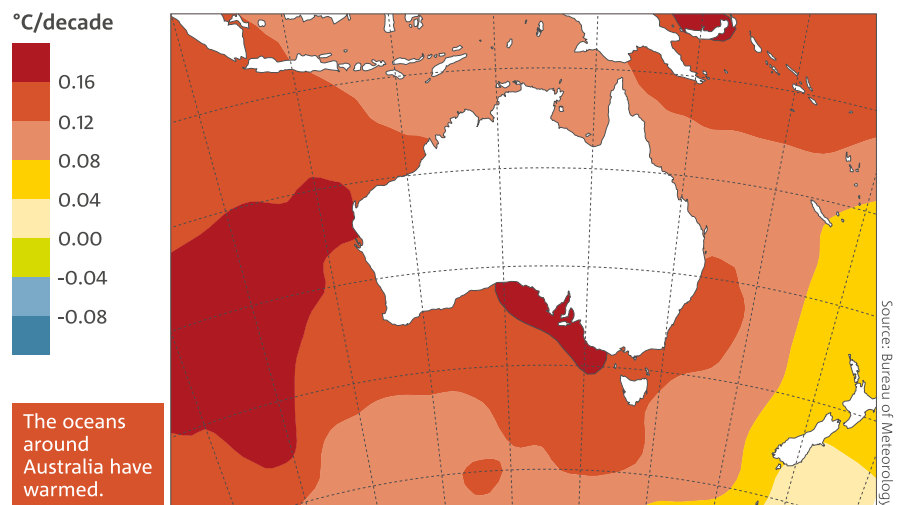 °C/decade
0.16
0.12
0.08
0.04
0.00
-0.04
-0.08
The oceans
around
Australia have
warmed.
Source: Bureau of Meteorology